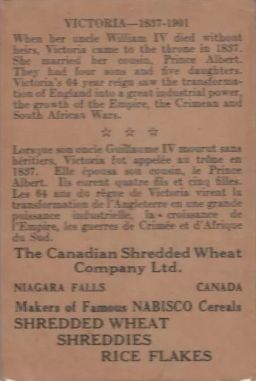 VICTORIA—1837-1901
When her uncle William IV died without
heirs, Victoria came to the throne in 1837.
She married her cousin, Prince Albert.
They had four sons and five daughters.
Victoria's 64 year reign saw the transforma-
tion of England into a great industrial power,
the growth of the Empire, the Crimean and
South African Wars.
☆ ☆ ☆
Lorsque son oncle Guillaume IV mourut sans
héritiers, Victoria fut appelée au trône en
1837. Elle épousa son cousin, le Prince
Albert. Ils eurent quatre fils et cinq filles.
Les 64 ans du règne de Victoria virent la
transformation de l'Angleterre en une grande
puissance industrielle, la croissance de
l'Empire, les guerres de Crimée et d'Afrique
du Sud.
The Canadian Shredded Wheat
Company Ltd.
NIAGARA FALLS CANADA
Makers of Famous NABISCO Cereals
SHREDDED WHEAT
SHREDDIES
RICE FLAKES